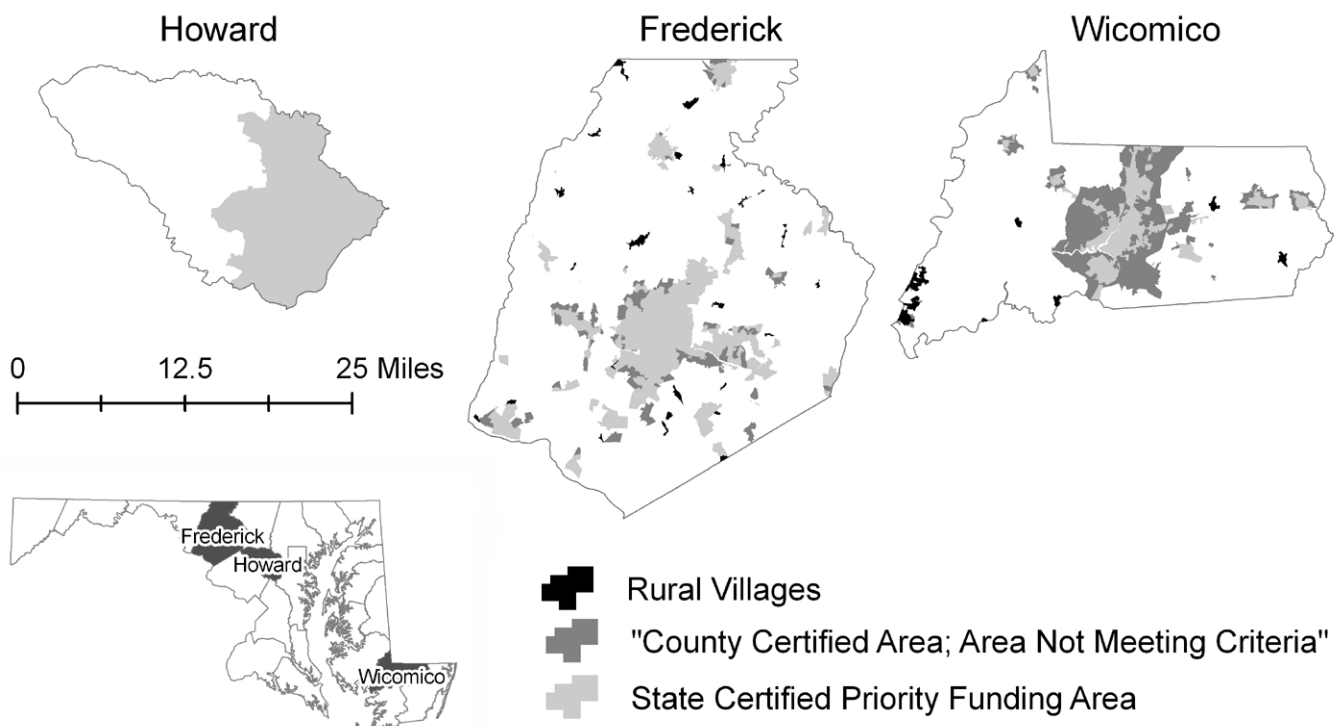 Howard
Frederick
Wicomico
0 12.5 25 Miles
Frederick
Howard
Wicomico
Rural Villages
"County Certified Area; Area Not Meeting Criteria"
State Certified Priority Funding Area